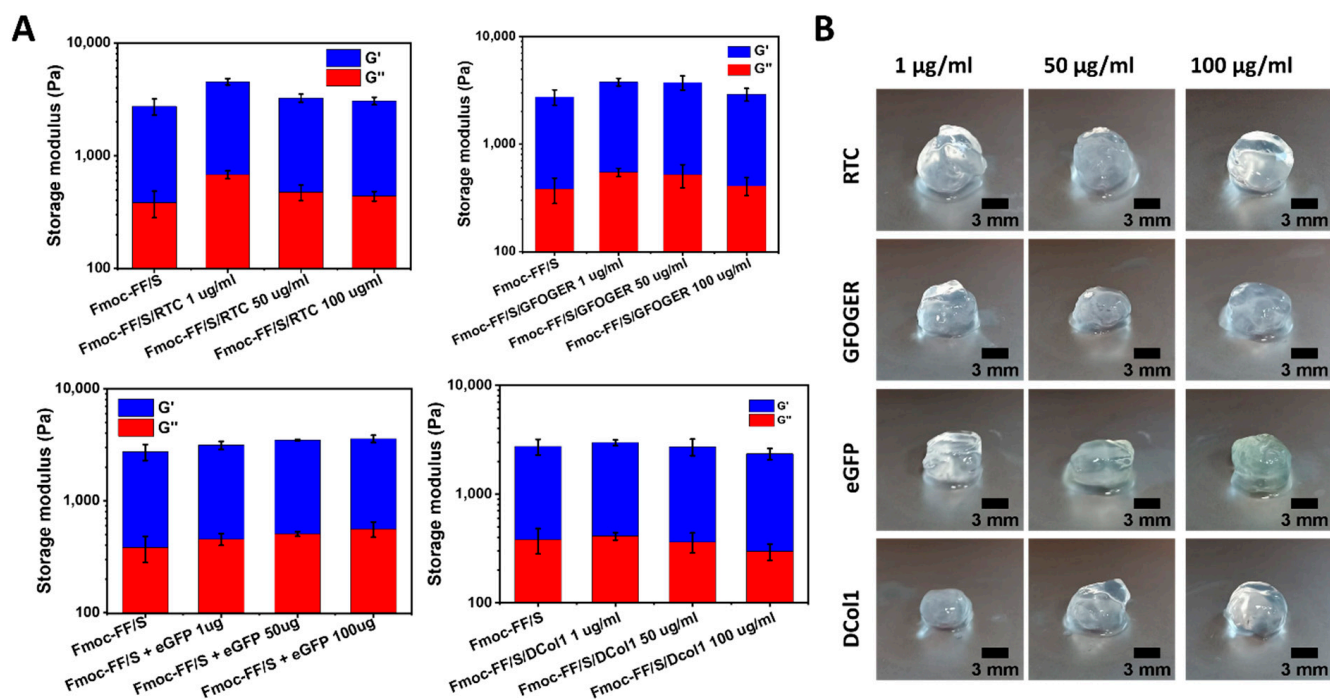 A
Storage modulus (Pa)
10,000
1,000
100
G'
G''
Fmoc-FF/S
Fmoc-FF/S/RTC 1 ug/ml
Fmoc-FF/S/RTC 50 ug/ml
Fmoc-FF/S/RTC 100 ugml
Storage modulus (Pa)
10,000
1,000
100
G'
G''
Fmoc-FF/S
Fmoc-FF/S/GFOGER 1 ug/ml
Fmoc-FF/S/GFOGER 50 ug/ml
Fmoc-FF/S/GFOGER 100 ug/ml
Storage modulus (Pa)
10,000
1,000
100
G'
G''
Fmoc-FF/S
Fmoc-FF/S + eGFP 1ug
Fmoc-FF/S + eGFP 50ug
Fmoc-FF/S + eGFP 100ug
Storage modulus (Pa)
10,000
1,000
100
G'
G''
Fmoc-FF/S
Fmoc-FF/S/DCol1 1 ug/ml
Fmoc-FF/S/DCol1 50 ug/ml
Fmoc-FF/S/Dcol1 100 ug/ml
B
1 µg/ml 50 µg/ml 100 µg/ml
RTC
3 mm 3 mm 3 mm
GFOGER
3 mm 3 mm 3 mm
eGFP
3 mm 3 mm 3 mm
DCol1
3 mm 3 mm 3 mm